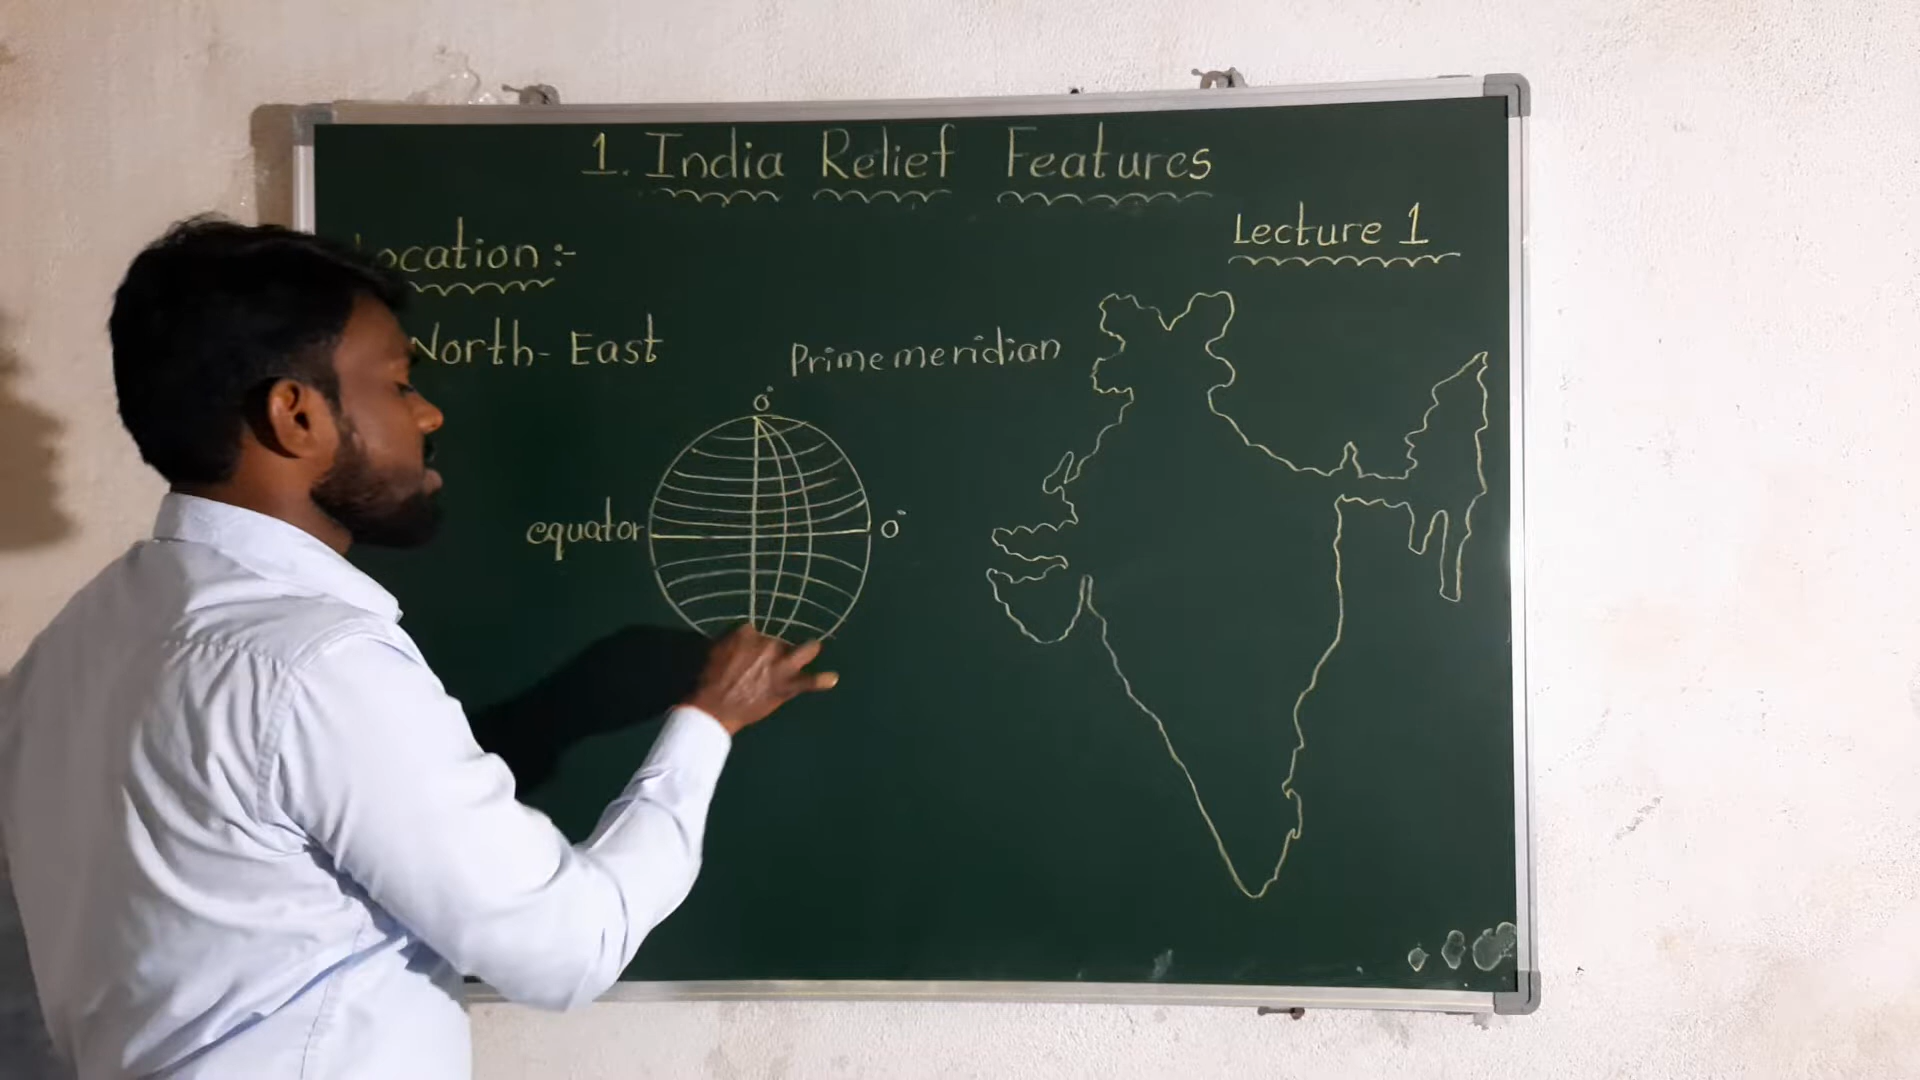 1. India Relief Features
Lecture 1
ocation :-
North- East
Prime meridian
0°
equator
0°